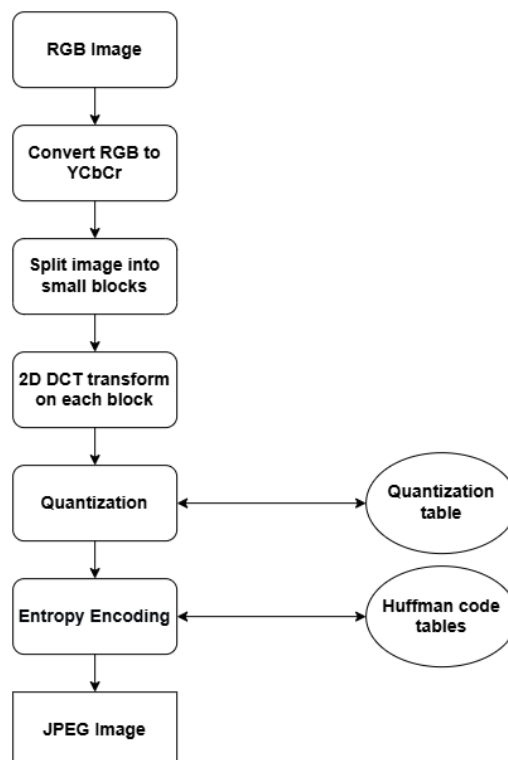 RGB Image
Convert RGB to
YCbCr
Split image into
small blocks
2D DCT transform
on each block
Quantization
Quantization
table
Entropy Encoding
Huffman code
tables
JPEG Image